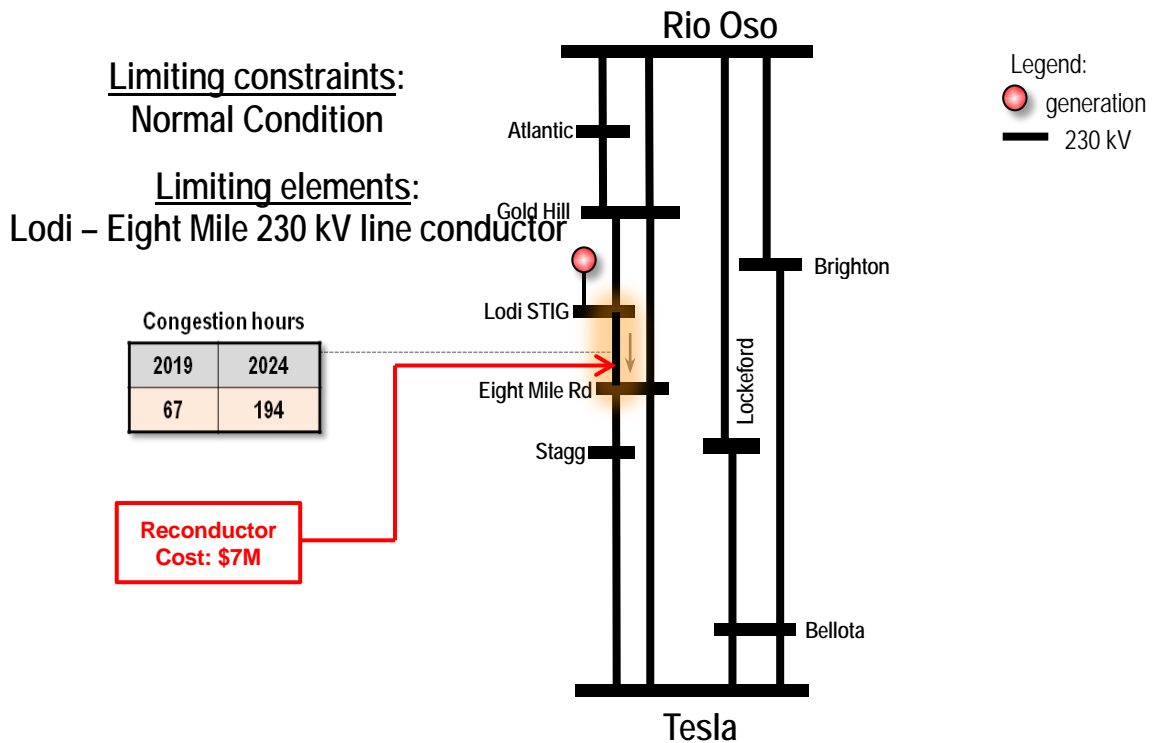 Rio Oso
Limiting constraints:
Normal Condition
Legend:
generation
230 kV
Atlantic
Limiting elements:
Lodi – Eight Mile 230 kV line conductor
Gold Hill
Brighton
Lodi STIG
Congestion hours
2019 2024
67 194
Lockeford
Eight Mile Rd
Stagg
Reconductor
Cost: $7M
Bellota
Tesla